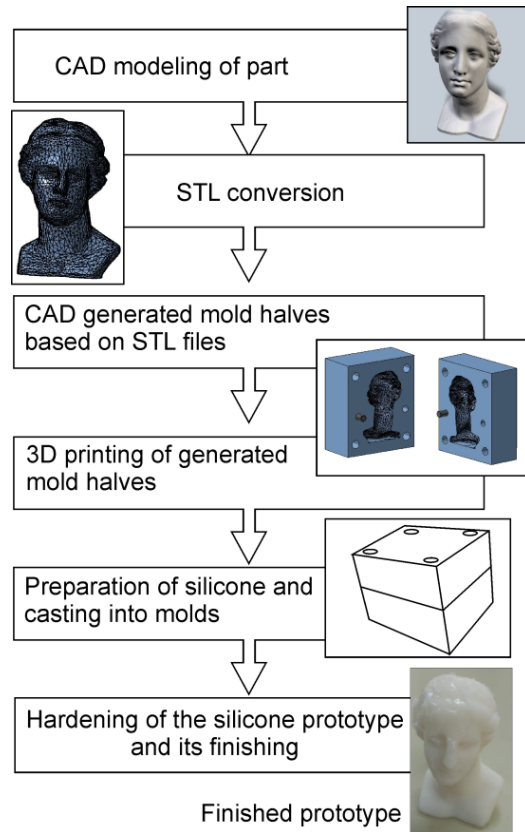 CAD modeling of part
STL conversion
CAD generated mold halves
based on STL files
3D printing of generated
mold halves
Preparation of silicone and
casting into molds
Hardening of the silicone prototype
and its finishing
Finished prototype